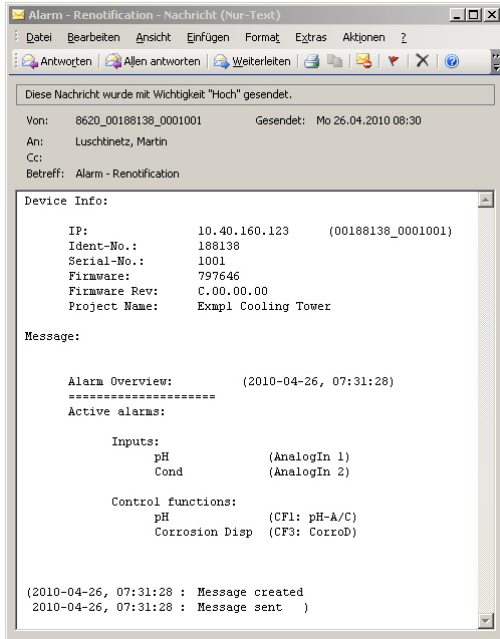 Alarm - Renotification - Nachricht (Nur-Text)
Datei Bearbeiten Ansicht Einfügen Format Extras Aktionen ?
Antworten Allen antworten Weiterleiten
Diese Nachricht wurde mit Wichtigkeit "Hoch" gesendet.
Von: 8620_00188138_0001001 Gesendet: Mo 26.04.2010 08:30
An: Luschtinetz, Martin
Cc:
Betreff: Alarm - Renotification
Device Info:
IP: 10.40.160.123 (00188138_0001001)
Ident-No.: 188138
Serial-No.: 1001
Firmware: 797646
Firmware Rev: C.00.00.00
Project Name: Exmpl Cooling Tower
Message:
Alarm Overview: (2010-04-26, 07:31:28)
======================
Active alarms:
Inputs:
pH (AnalogIn 1)
Cond (AnalogIn 2)
Control functions:
pH (CF1: pH-A/C)
Corrosion Disp (CF3: CorroD)
(2010-04-26, 07:31:28 : Message created
2010-04-26, 07:31:28 : Message sent )